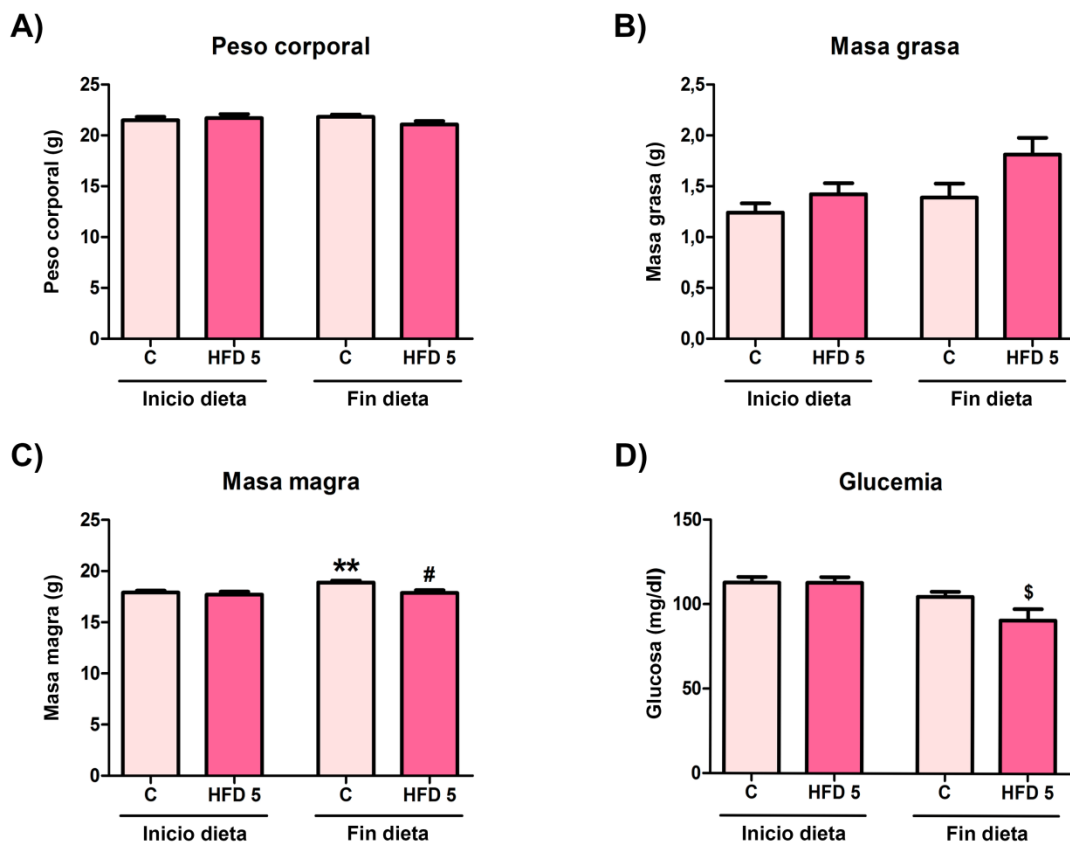 A)
Peso corporal
Peso corporal (g)
25
20
15
10
5
0
C HFD 5 C HFD 5
Inicio dieta Fin dieta
B)
Masa grasa
Masa grasa (g)
2,5
2,0
1,5
1,0
0,5
0,0
C HFD 5 C HFD 5
Inicio dieta Fin dieta
C)
Masa magra
Masa magra (g)
25
20
15
10
5
0
** #
C HFD 5 C HFD 5
Inicio dieta Fin dieta
D)
Glucemia
Glucosa (mg/dl)
150
100
50
0
$
C HFD 5 C HFD 5
Inicio dieta Fin dieta